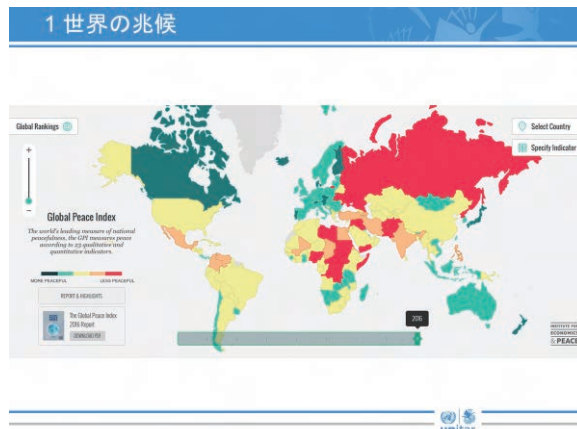 1 世界の兆候
Global Rankings
Select Country
Specify Indicator
+
−
Global Peace Index
The world's leading measure of national
peacefulness, the GPI measures peace
according to 23 qualitative and
quantitative indicators.
MORE PEACEFUL
LESS PEACEFUL
REPORT & HIGHLIGHTS
The Global Peace Index
2016 Report
DOWNLOAD PDF
2016
INSTITUTE FOR
ECONOMICS
& PEACE
unitar